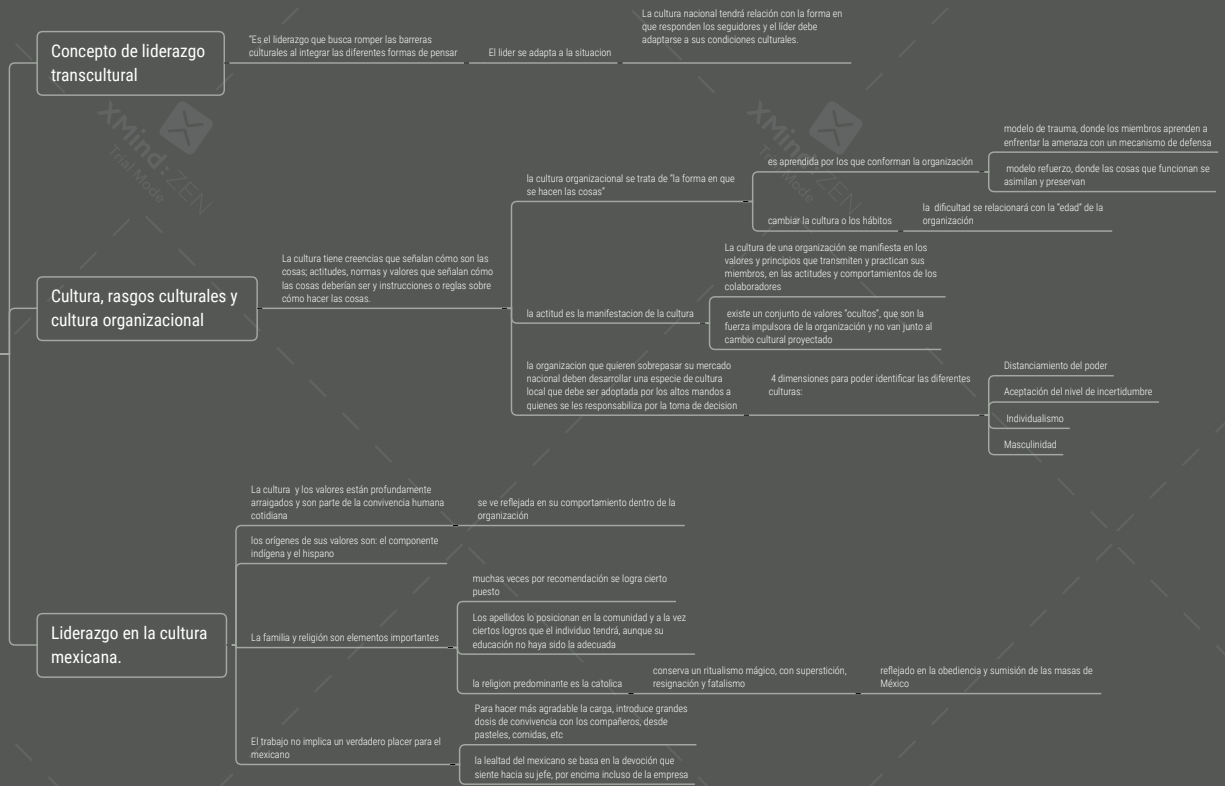 Concepto de liderazgo
transcultural
“Es el liderazgo que busca romper las barreras
culturales al integrar las diferentes formas de pensar
El lider se adapta a la situacion
La cultura nacional tendrá relación con la forma en
que responden los seguidores y el líder debe
adaptarse a sus condiciones culturales.
Cultura, rasgos culturales y
cultura organizacional
La cultura tiene creencias que señalan cómo son las
cosas; actitudes, normas y valores que señalan cómo
las cosas deberían ser y instrucciones o reglas sobre
cómo hacer las cosas.
la cultura organizacional se trata de “la forma en que
se hacen las cosas”
es aprendida por los que conforman la organización
modelo de trauma, donde los miembros aprenden a
enfrentar la amenaza con un mecanismo de defensa
modelo refuerzo, donde las cosas que funcionan se
asimilan y preservan
cambiar la cultura o los hábitos
la dificultad se relacionará con la “edad” de la
organización
la actitud es la manifestacion de la cultura
La cultura de una organización se manifiesta en los
valores y principios que transmiten y practican sus
miembros, en las actitudes y comportamientos de los
colaboradores
existe un conjunto de valores “ocultos”, que son la
fuerza impulsora de la organización y no van junto al
cambio cultural proyectado
la organizacion que quieren sobrepasar su mercado
nacional deben desarrollar una especie de cultura
local que debe ser adoptada por los altos mandos a
quienes se les responsabiliza por la toma de decision
4 dimensiones para poder identificar las diferentes
culturas:
Distanciamiento del poder
Aceptación del nivel de incertidumbre
Individualismo
Masculinidad
Liderazgo en la cultura
mexicana.
La cultura y los valores están profundamente
arraigados y son parte de la convivencia humana
cotidiana
se ve reflejada en su comportamiento dentro de la
organización
los orígenes de sus valores son: el componente
indígena y el hispano
La familia y religión son elementos importantes
muchas veces por recomendación se logra cierto
puesto
Los apellidos lo posicionan en la comunidad y a la vez
ciertos logros que el individuo tendrá, aunque su
educación no haya sido la adecuada
la religion predominante es la catolica
conserva un ritualismo mágico, con superstición,
resignación y fatalismo
reflejado en la obediencia y sumisión de las masas de
México
El trabajo no implica un verdadero placer para el
mexicano
Para hacer más agradable la carga, introduce grandes
dosis de convivencia con los compañeros, desde
pasteles, comidas, etc
la lealtad del mexicano se basa en la devoción que
siente hacia su jefe, por encima incluso de la empresa
XMind:ZEN
Trial Mode
XMind:ZEN
Trial Mode